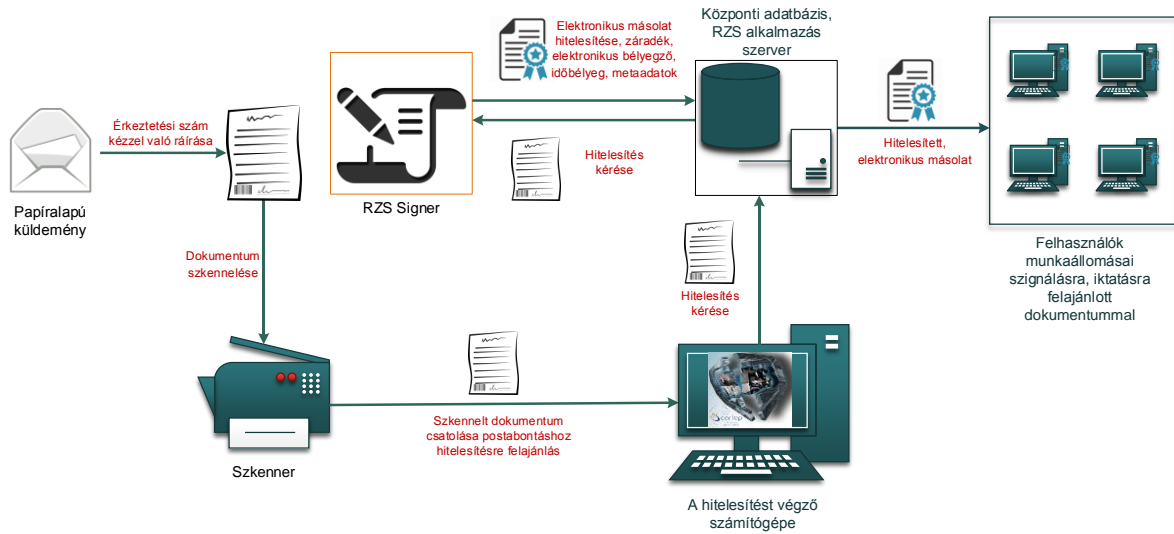 Elektronikus másolat
hitelesítése, záradék,
elektronikus bélyegző,
időbélyeg, metaadatok
Központi adatbázis,
RZS alkalmazás
szerver
Érkeztetési szám
kézzel való ráírása
Hitelesítés
kérése
Hitelesített,
elektronikus másolat
Papíralapú
küldemény
RZS Signer
Felhasználók
munkaállomásai
szignálásra, iktatásra
felajánlott
dokumentummal
Dokumentum
szkennelése
Hitelesítés
kérése
Szkennelt dokumentum
csatolása postabontáshoz
hitelesítésre felajánlás
Szkenner
A hitelesítést végző
számítógépe